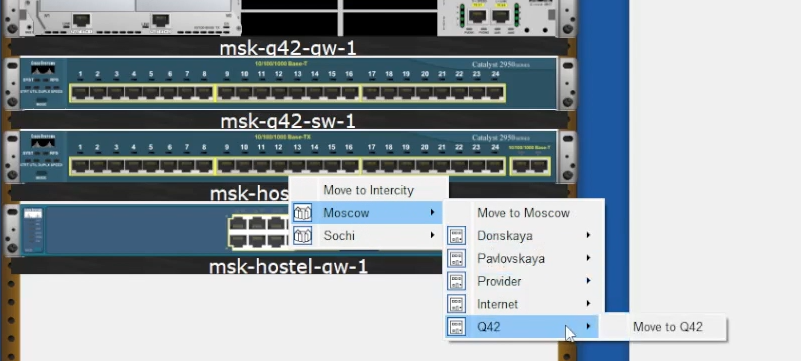 msk-q42-gw-1
10/100/1000 Base-T
Catalyst 2950
1 2 3 4 5 6 7 8 9 10 11 12 13 14 15 16 17 18 19 20 21 22 23 24
msk-q42-sw-1
10/100/1000 Base-TX
Catalyst 2950
1 2 3 4 5 6 7 8 9 10 11 12 13 14 15 16 17 18 19 20 21 22 23 24
msk-hos
Move to Intercity
Moscow
Sochi
Move to Moscow
Donskaya
Pavlovskaya
Provider
Internet
Q42
Move to Q42
msk-hostel-gw-1